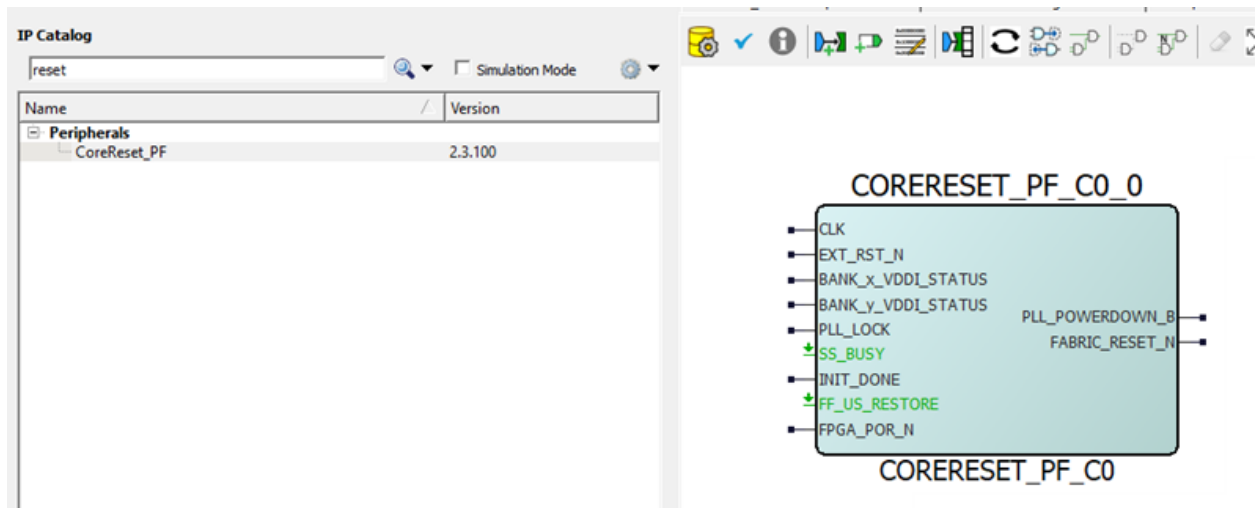 IP Catalog
reset
Simulation Mode
Name
Version
Peripherals
CoreReset_PF 2.3.100
CORERESET_PF_C0_0
CLK
EXT_RST_N
BANK_x_VDDI_STATUS
BANK_y_VDDI_STATUS
PLL_LOCK
SS_BUSY
INIT_DONE
FF_US_RESTORE
FPGA_POR_N
PLL_POWERDOWN_B
FABRIC_RESET_N
CORERESET_PF_C0